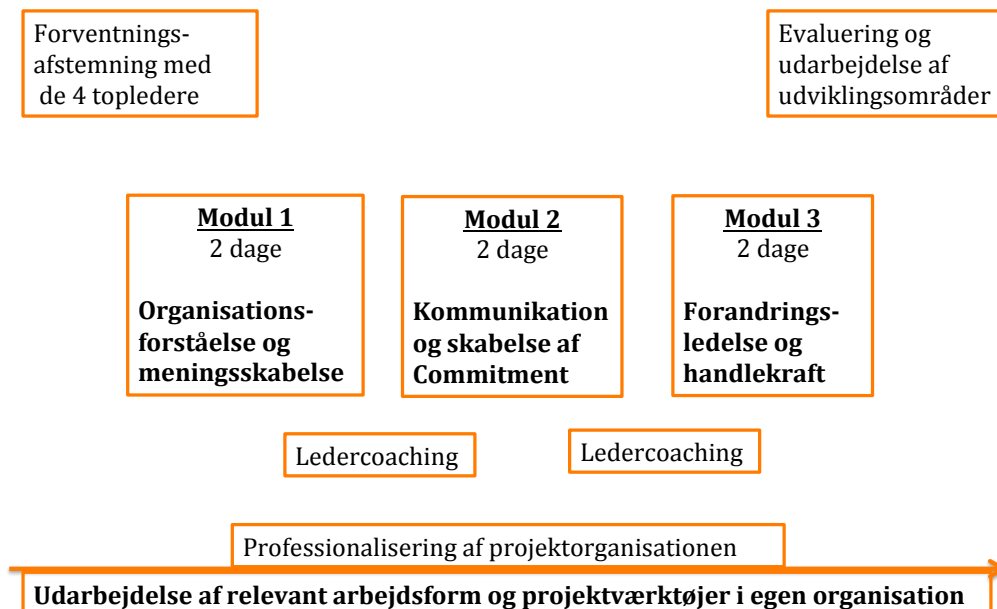 Forventnings-
afstemning med
de 4 topledere
Evaluering og
udarbejdelse af
udviklingsområder
Modul 1
2 dage
Organisations-
forståelse og
meningsskabelse
Modul 2
2 dage
Kommunikation
og skabelse af
Commitment
Modul 3
2 dage
Forandrings-
ledelse og
handlekraft
Ledercoaching
Ledercoaching
Professionalisering af projektorganisationen
Udarbejdelse af relevant arbejdsform og projektværktøjer i egen organisation